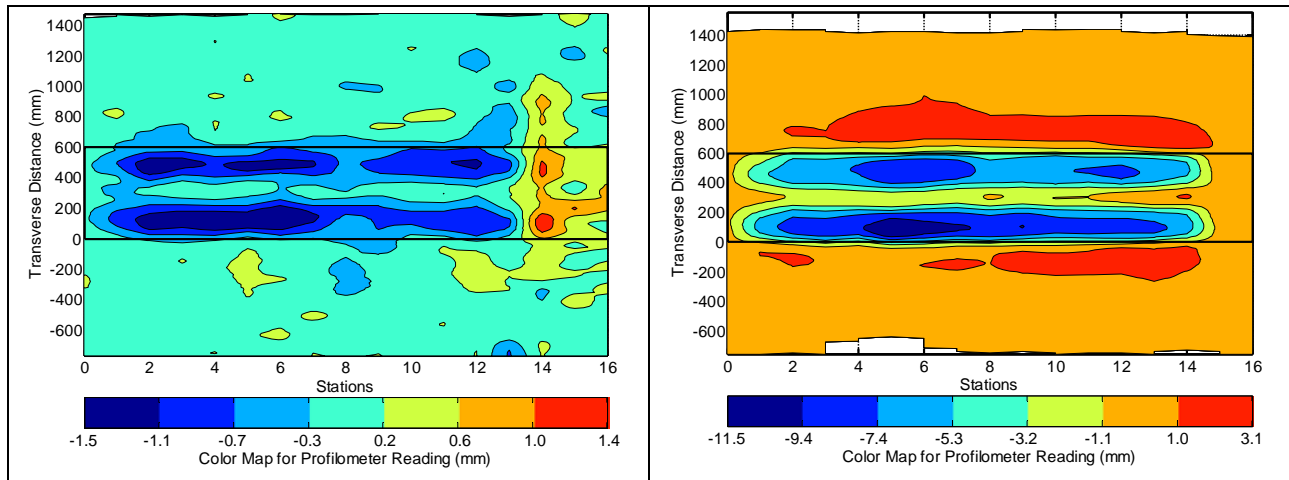 Transverse Distance (mm)
1400
1200
1000
800
600
400
200
0
-200
-400
-600
0 2 4 6 8 10 12 14 16
Stations
-1.5 -1.1 -0.7 -0.3 0.2 0.6 1.0 1.4
Color Map for Profilometer Reading (mm)
Transverse Distance (mm)
1400
1200
1000
800
600
400
200
0
-200
-400
-600
0 2 4 6 8 10 12 14 16
Stations
-11.5 -9.4 -7.4 -5.3 -3.2 -1.1 1.0 3.1
Color Map for Profilometer Reading (mm)